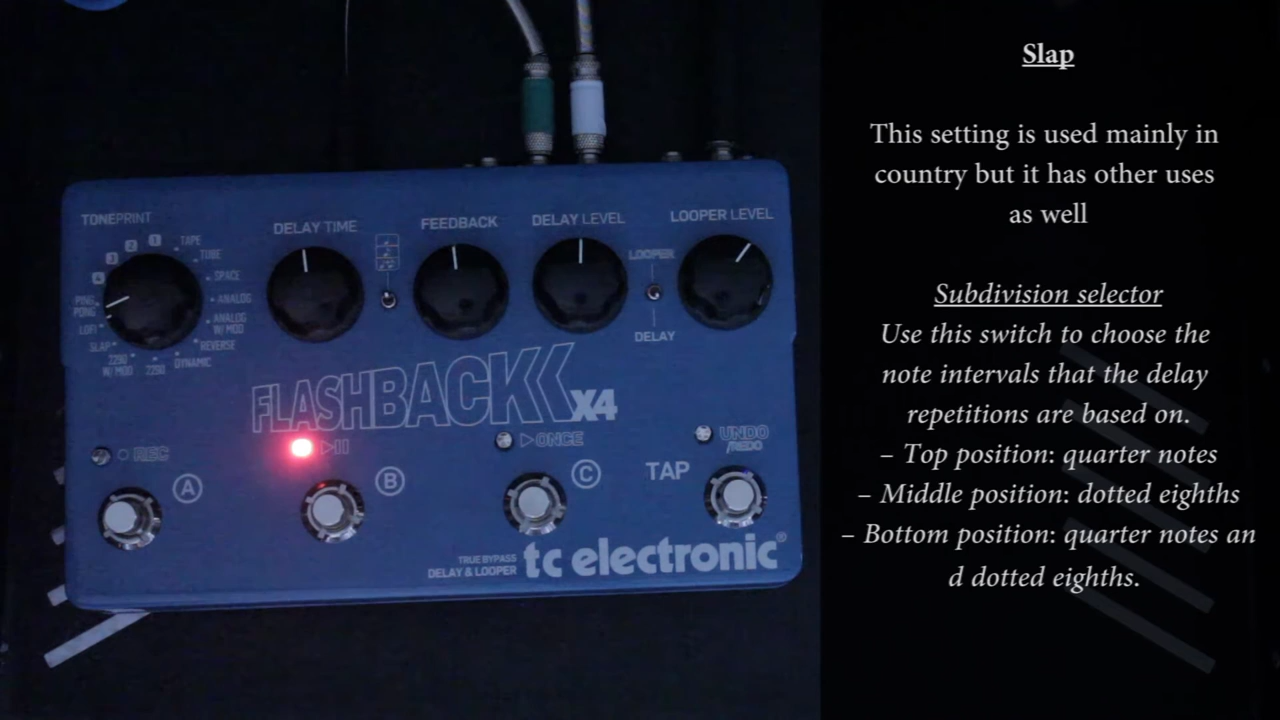 TONEPRINT
4 3 2 1
TAPE
TUBE
SPACE
ANALOG
ANALOG
W/ MOD
REVERSE
DYNAMIC
2290
2290
W/ MOD
SLAP
LOFI
PING
PONG
DELAY TIME
FEEDBACK
DELAY LEVEL
LOOPER LEVEL
LOOPER
DELAY
FLASHBACK
X4
REC
ONCE
UNDO
/REDO
A
B
C
TAP
TRUE BYPASS
DELAY & LOOPER
tc electronic®
Slap
This setting is used mainly in
country but it has other uses
as well
Subdivision selector
Use this switch to choose the
note intervals that the delay
repetitions are based on.
– Top position: quarter notes
– Middle position: dotted eighths
– Bottom position: quarter notes an
d dotted eighths.